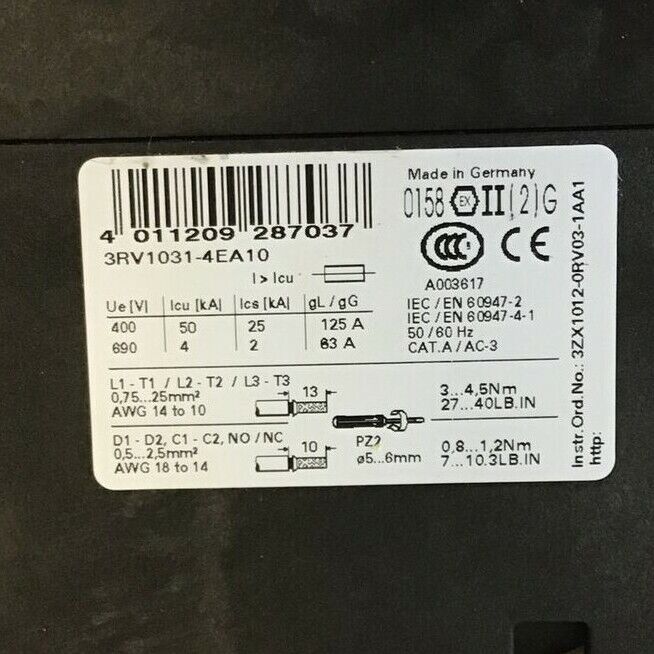 4 011209 287037
3RV1031-4EA10
Made in Germany
0158 Ex II (2) G
CCC CE
A003617
I > Icu
Ue [V] Icu [kA] Ics [kA] gL / gG
400 50 25 125 A
690 4 2 63 A
IEC / EN 60947-2
IEC / EN 60947-4-1
50 / 60 Hz
CAT. A / AC-3
L1 - T1 / L2 - T2 / L3 - T3
0,75...25mm²
AWG 14 to 10
13
3...4,5Nm
27...40LB.IN
D1 - D2, C1 - C2, NO / NC
0,5...2,5mm²
AWG 18 to 14
10
PZ2
ø5...6mm
0,8...1,2Nm
7...10.3LB.IN
Instr.Ord.No.: 3ZX1012-0RV03-1AA1
http: